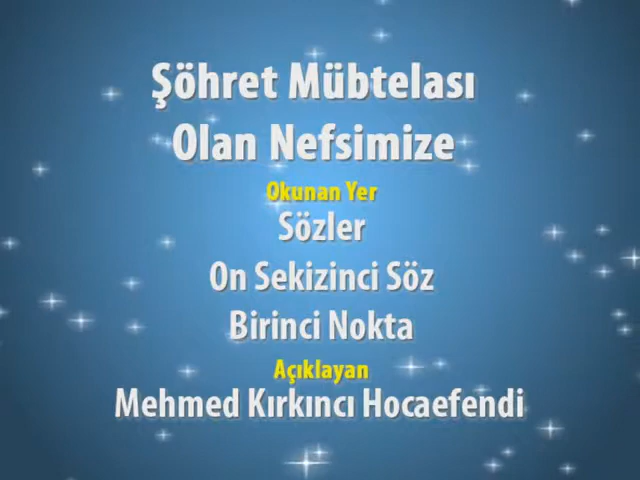 Şöhret Mübtelası
Olan Nefsimize
Okunan Yer
Sözler
On Sekizinci Söz
Birinci Nokta
Açıklayan
Mehmed Kırkıncı Hocaefendi